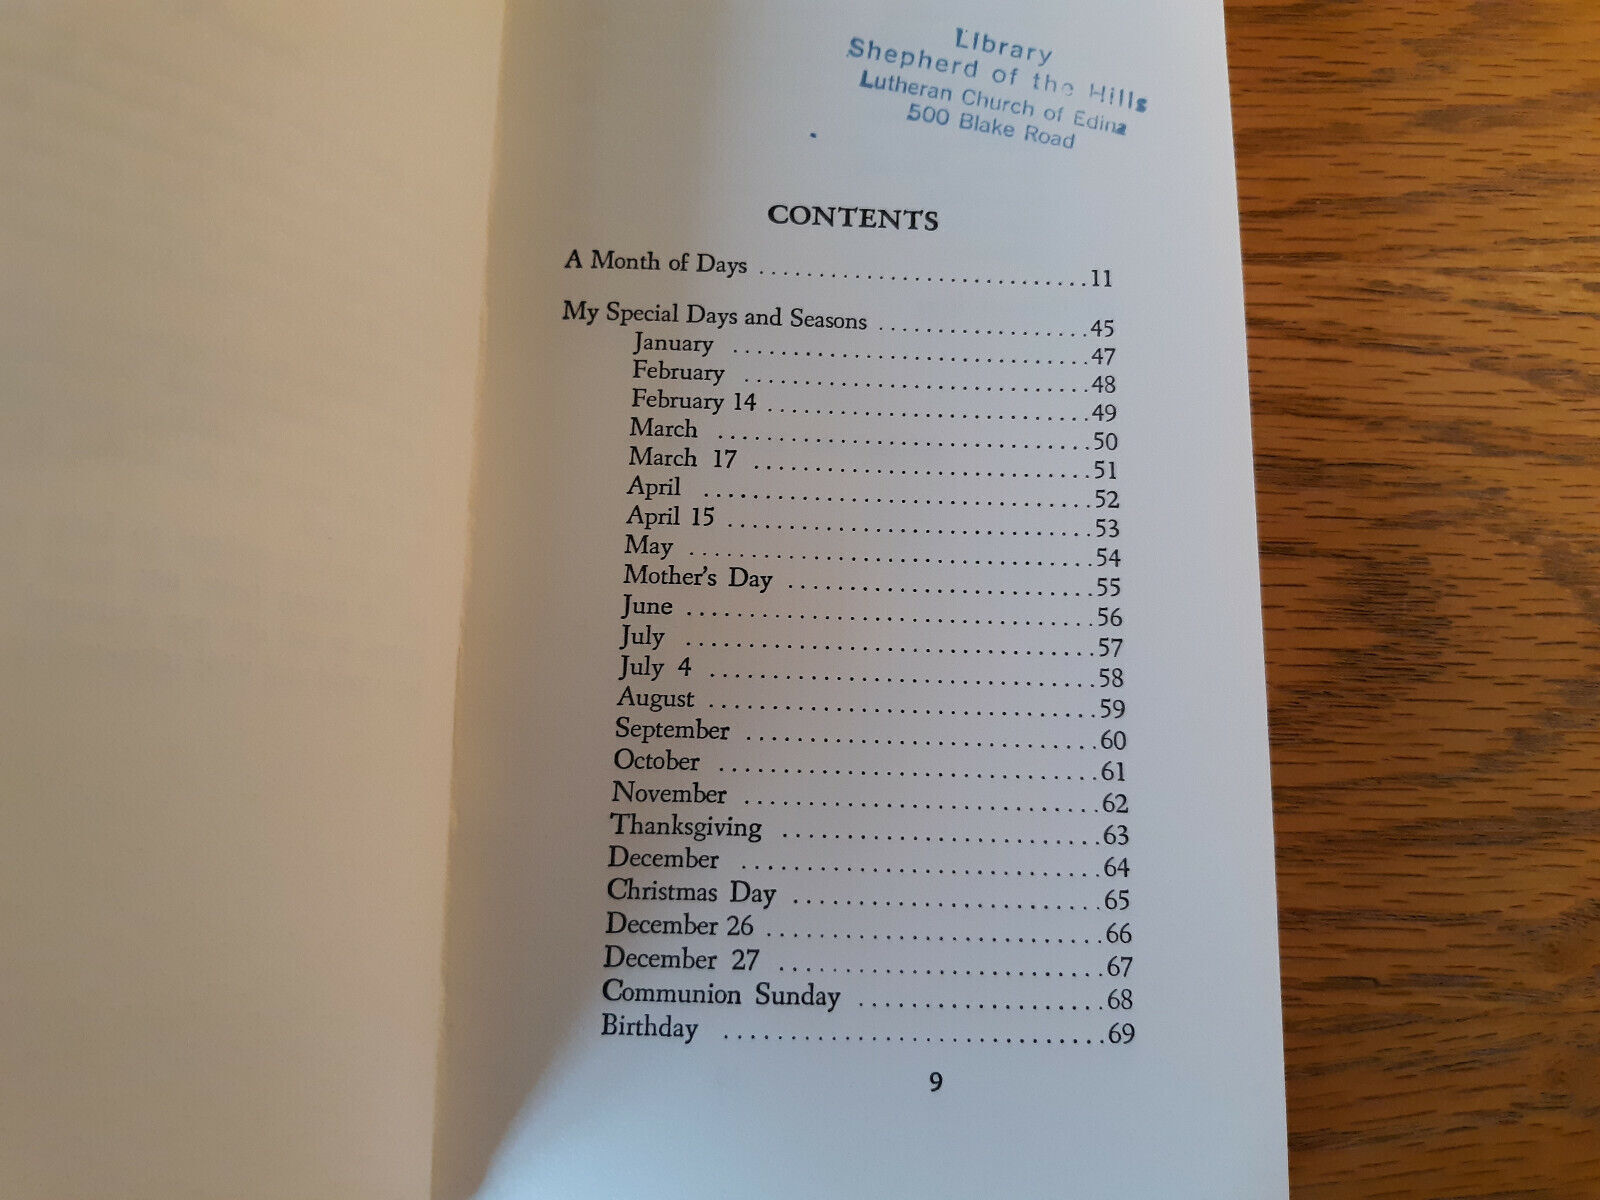 Library
Shepherd of the Hills
Lutheran Church of Edina
500 Blake Road
CONTENTS
A Month of Days ........................... 11
My Special Days and Seasons .................. 45
January .............................. 47
February ............................. 48
February 14 ........................... 49
March ............................... 50
March 17 ............................ 51
April ................................ 52
April 15 .............................. 53
May ................................. 54
Mother's Day .......................... 55
June ................................. 56
July .................................. 57
July 4 ................................ 58
August ................................ 59
September ............................. 60
October ............................... 61
November .............................. 62
Thanksgiving ........................... 63
December .............................. 64
Christmas Day .......................... 65
December 26 ............................ 66
December 27 ........................... 67
Communion Sunday ..................... 68
Birthday ............................... 69
9